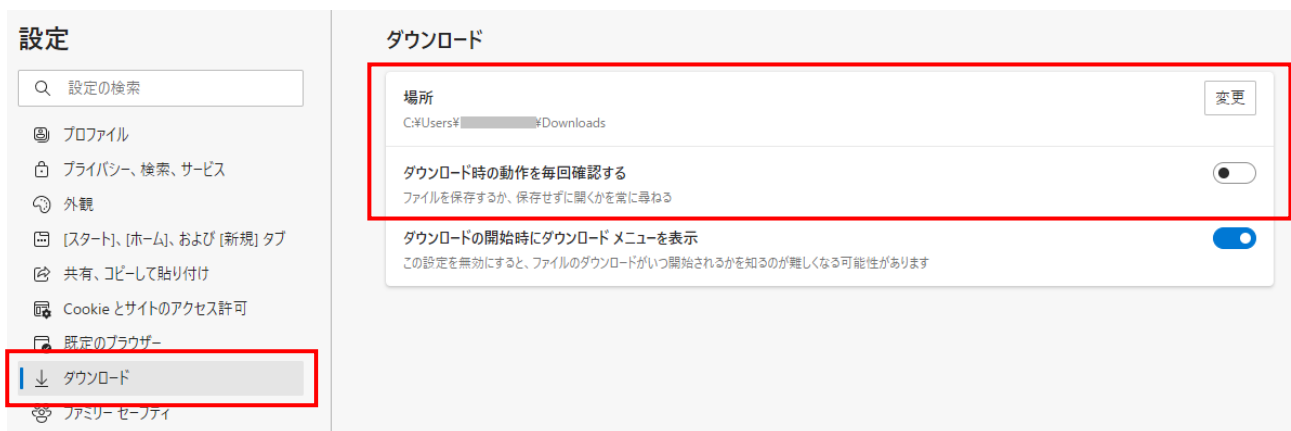 設定
設定の検索
プロファイル
プライバシー、検索、サービス
外観
[スタート]、[ホーム]、および [新規] タブ
共有、コピーして貼り付け
Cookie とサイトのアクセス許可
既定のブラウザー
ダウンロード
ファミリー セーフティ
ダウンロード
場所
変更
C:¥Users¥ ¥Downloads
ダウンロード時の動作を毎回確認する
ファイルを保存するか、保存せずに開くかを常に尋ねる
ダウンロードの開始時にダウンロード メニューを表示
この設定を無効にすると、ファイルのダウンロードがいつ開始されるかを知るのが難しくなる可能性があります